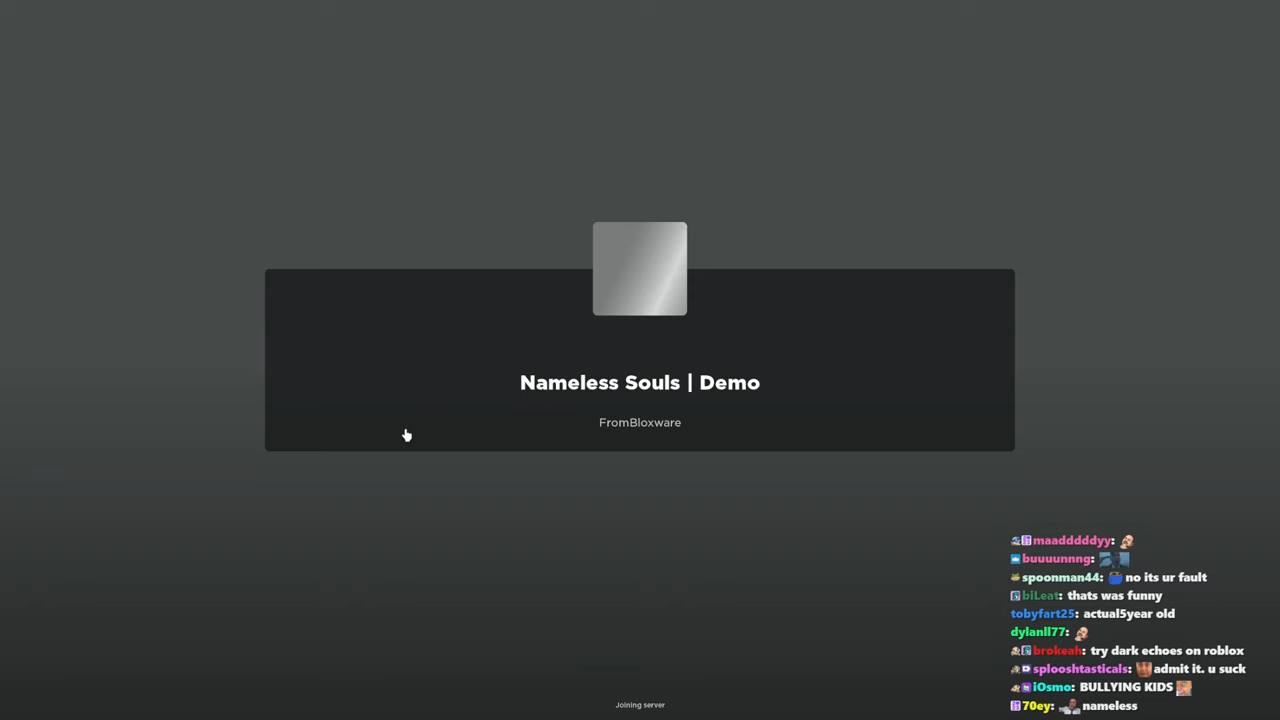 Nameless Souls | Demo
FromBloxware
maadddddyy:
buuuunnng:
spoonman44: no its ur fault
biLeat: thats was funny
tobyfart25: actual5year old
dylanll77:
brokeah: try dark echoes on roblox
splooshtasticals: admit it. u suck
iOsmo: BULLYING KIDS
70ey: nameless
Joining server